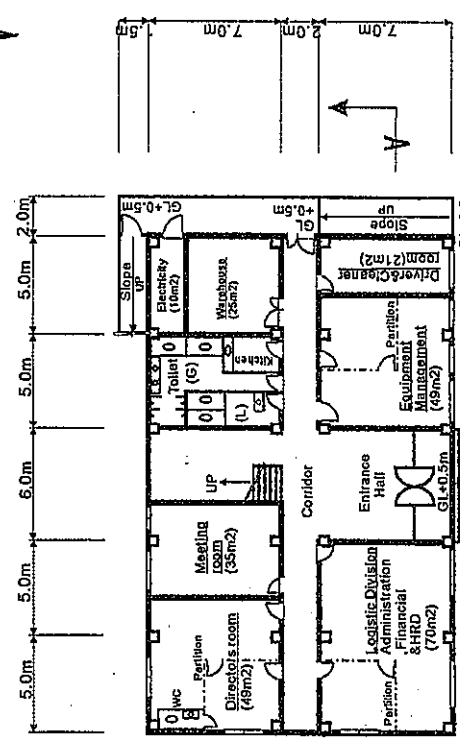 .5m
7.0m
2.0m
7.0m
A
2.0m
5.0m
5.0m
6.0m
5.0m
5.0m
GL+0.5m
GL
+0.5m
Slope
UP
Slope
UP
Electricity
(10m2)
Warehouse
(25m2)
Driver&Cleaner
room(21m2)
Toilet
(G)
Kitchen
(L)
Partition
Equipment
Management
(49m2)
UP
Corridor
Entrance
Hall
GL+0.5m
Meeting
room
(35m2)
WC
Partition
Directors room
(49m2)
Logistic Division
Administration
Financial
&HRD
(70m2)
Partition